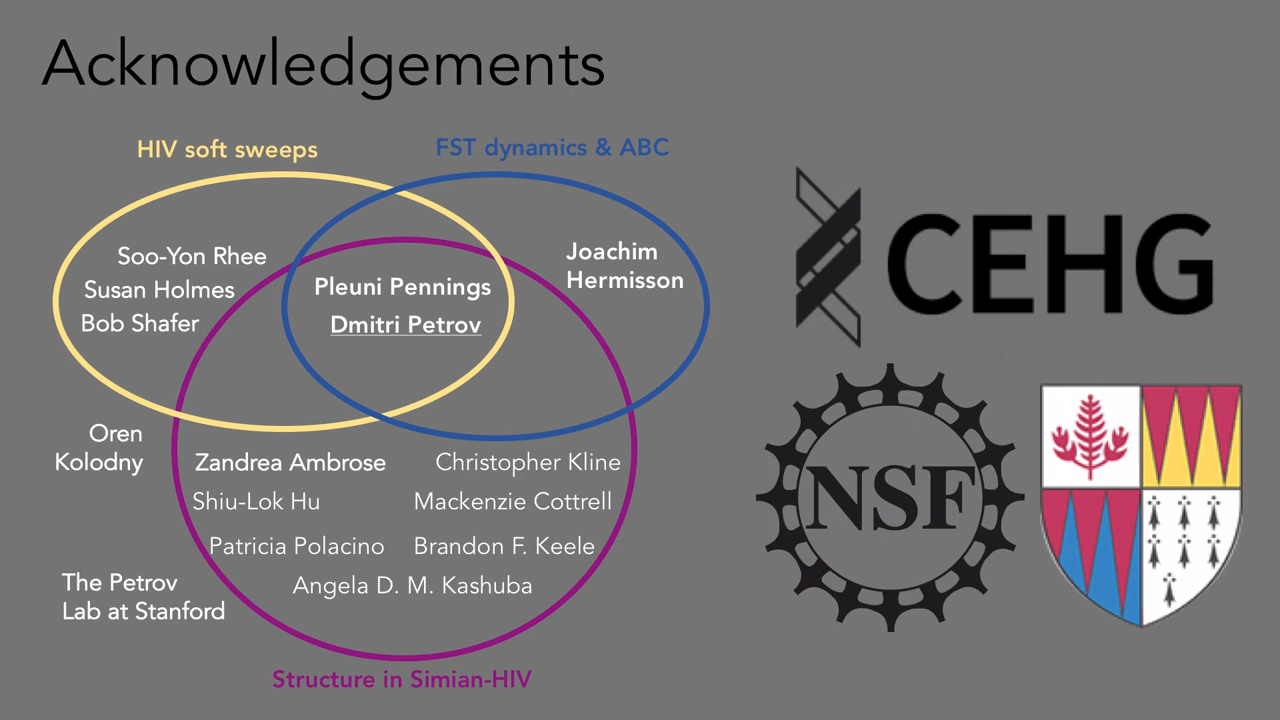 Acknowledgements
HIV soft sweeps
FST dynamics & ABC
Soo-Yon Rhee
Susan Holmes
Bob Shafer
Pleuni Pennings
Dmitri Petrov
Joachim
Hermisson
Oren
Kolodny
Zandrea Ambrose
Christopher Kline
Shiu-Lok Hu
Mackenzie Cottrell
Patricia Polacino
Brandon F. Keele
Angela D. M. Kashuba
The Petrov
Lab at Stanford
Structure in Simian-HIV
CEHG
NSF